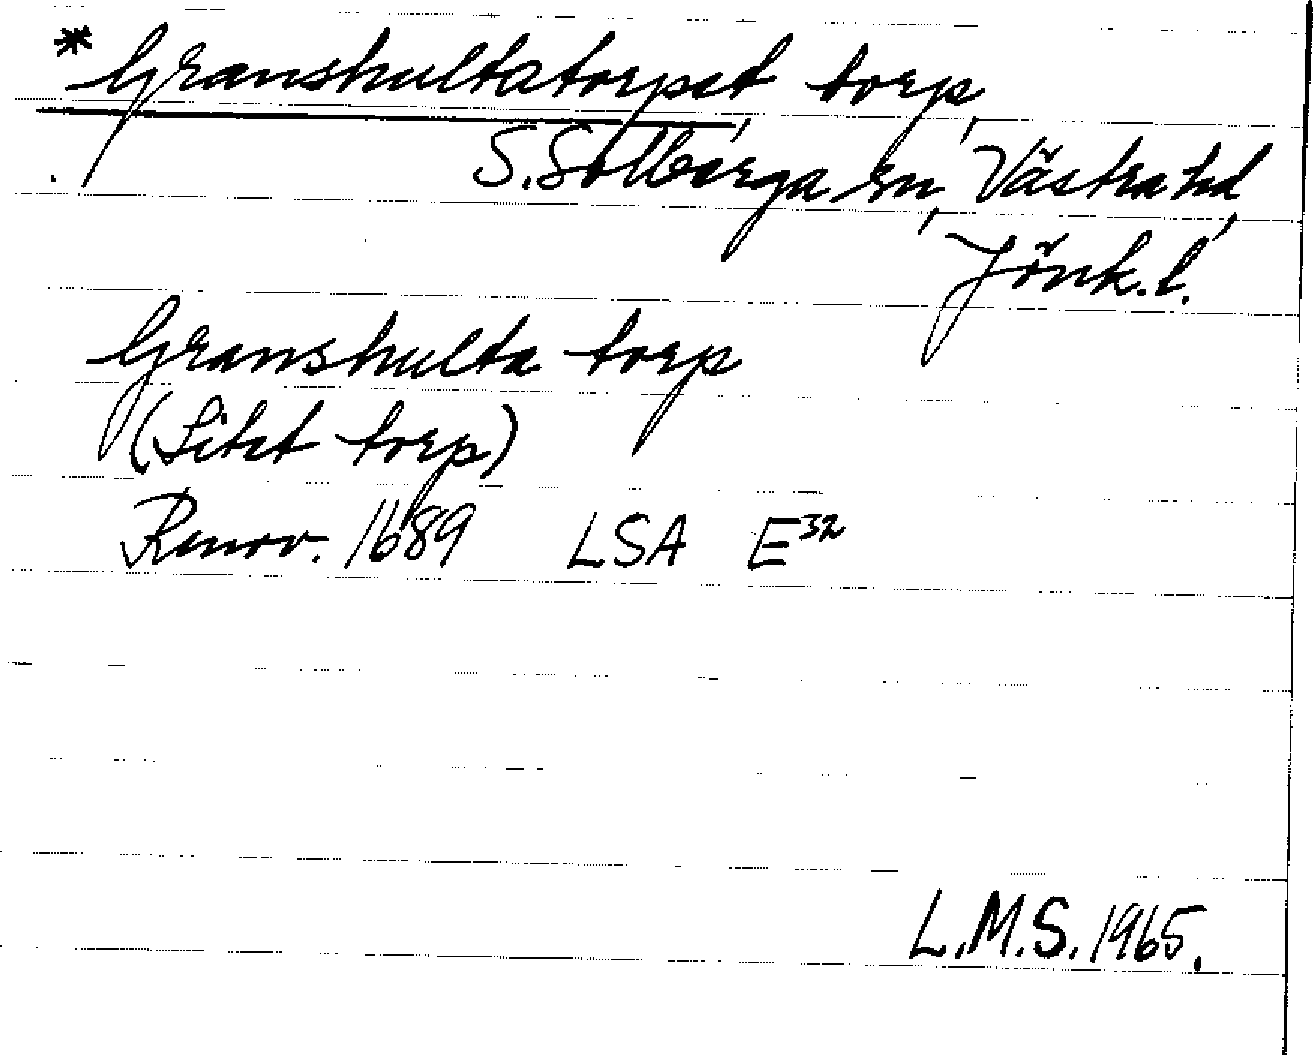 * Granshultatorpet, torp,
S. Solberga sn, Västra hd,
Jönk. l.
Granshulta torp
(Litet torp)
Renov. 1689 LSA E32
L.M.S. 1965.